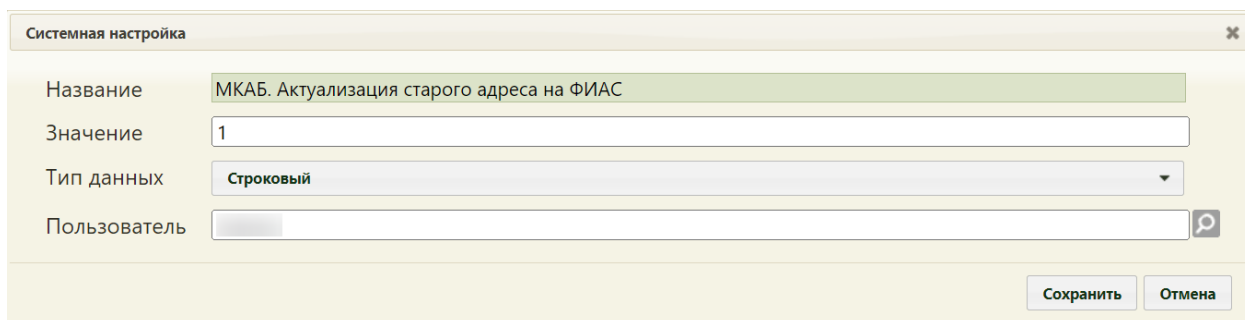 Системная настройка
Название МКАБ. Актуализация старого адреса на ФИАС
Значение 1
Тип данных Строковый
Пользователь
Сохранить Отмена